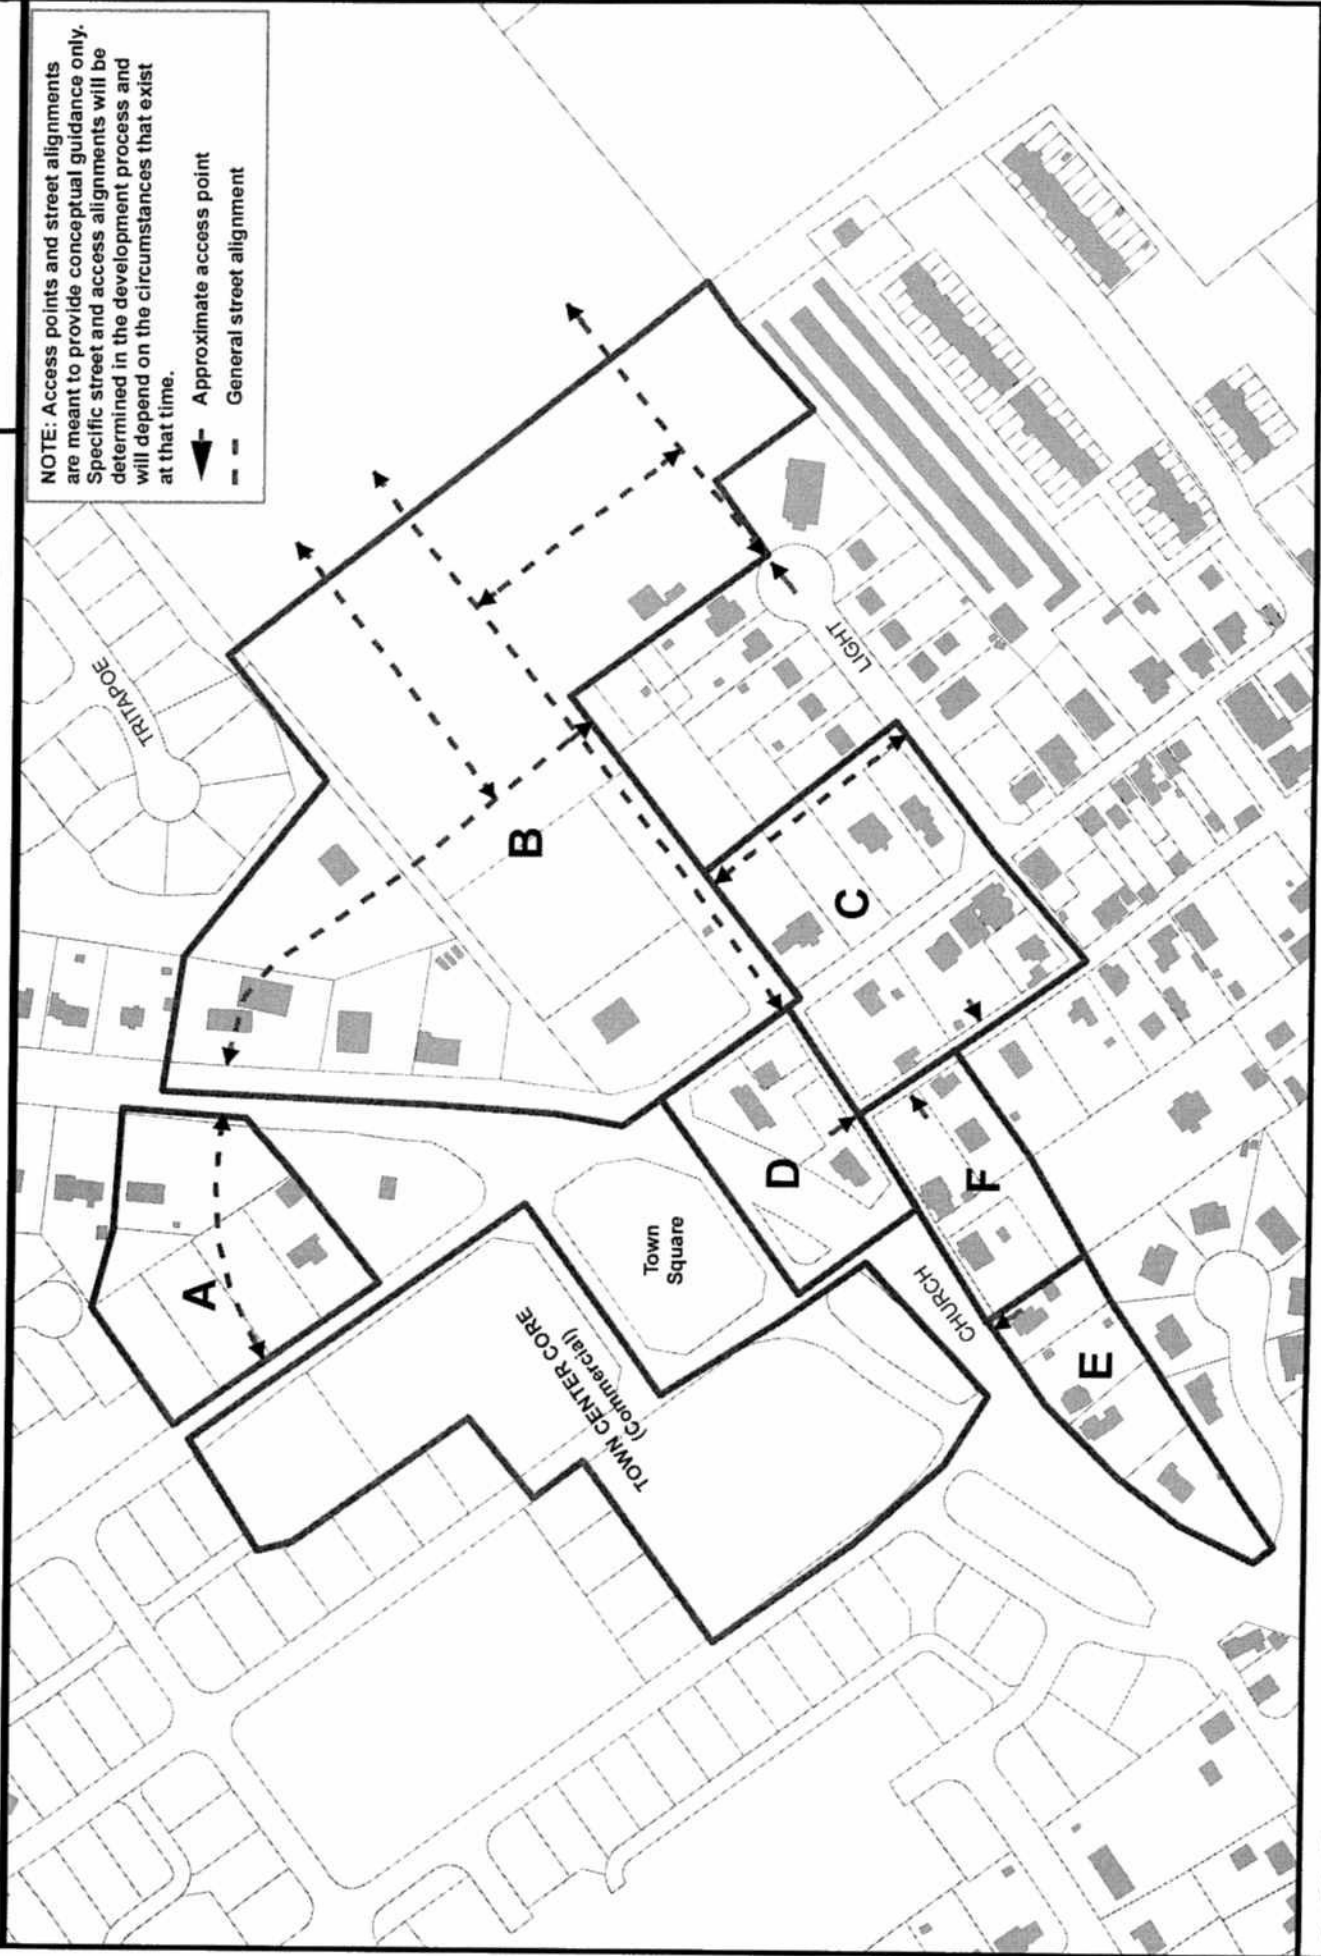 NOTE: Access points and street alignments
are meant to provide conceptual guidance only.
Specific street and access alignments will be
determined in the development process and
will depend on the circumstances that exist
at that time.
Approximate access point
General street alignment
TRITAPOE
LIGHT
B
C
A
D
Town
Square
F
TOWN CENTER CORE
(Commercial)
CHURCH
E